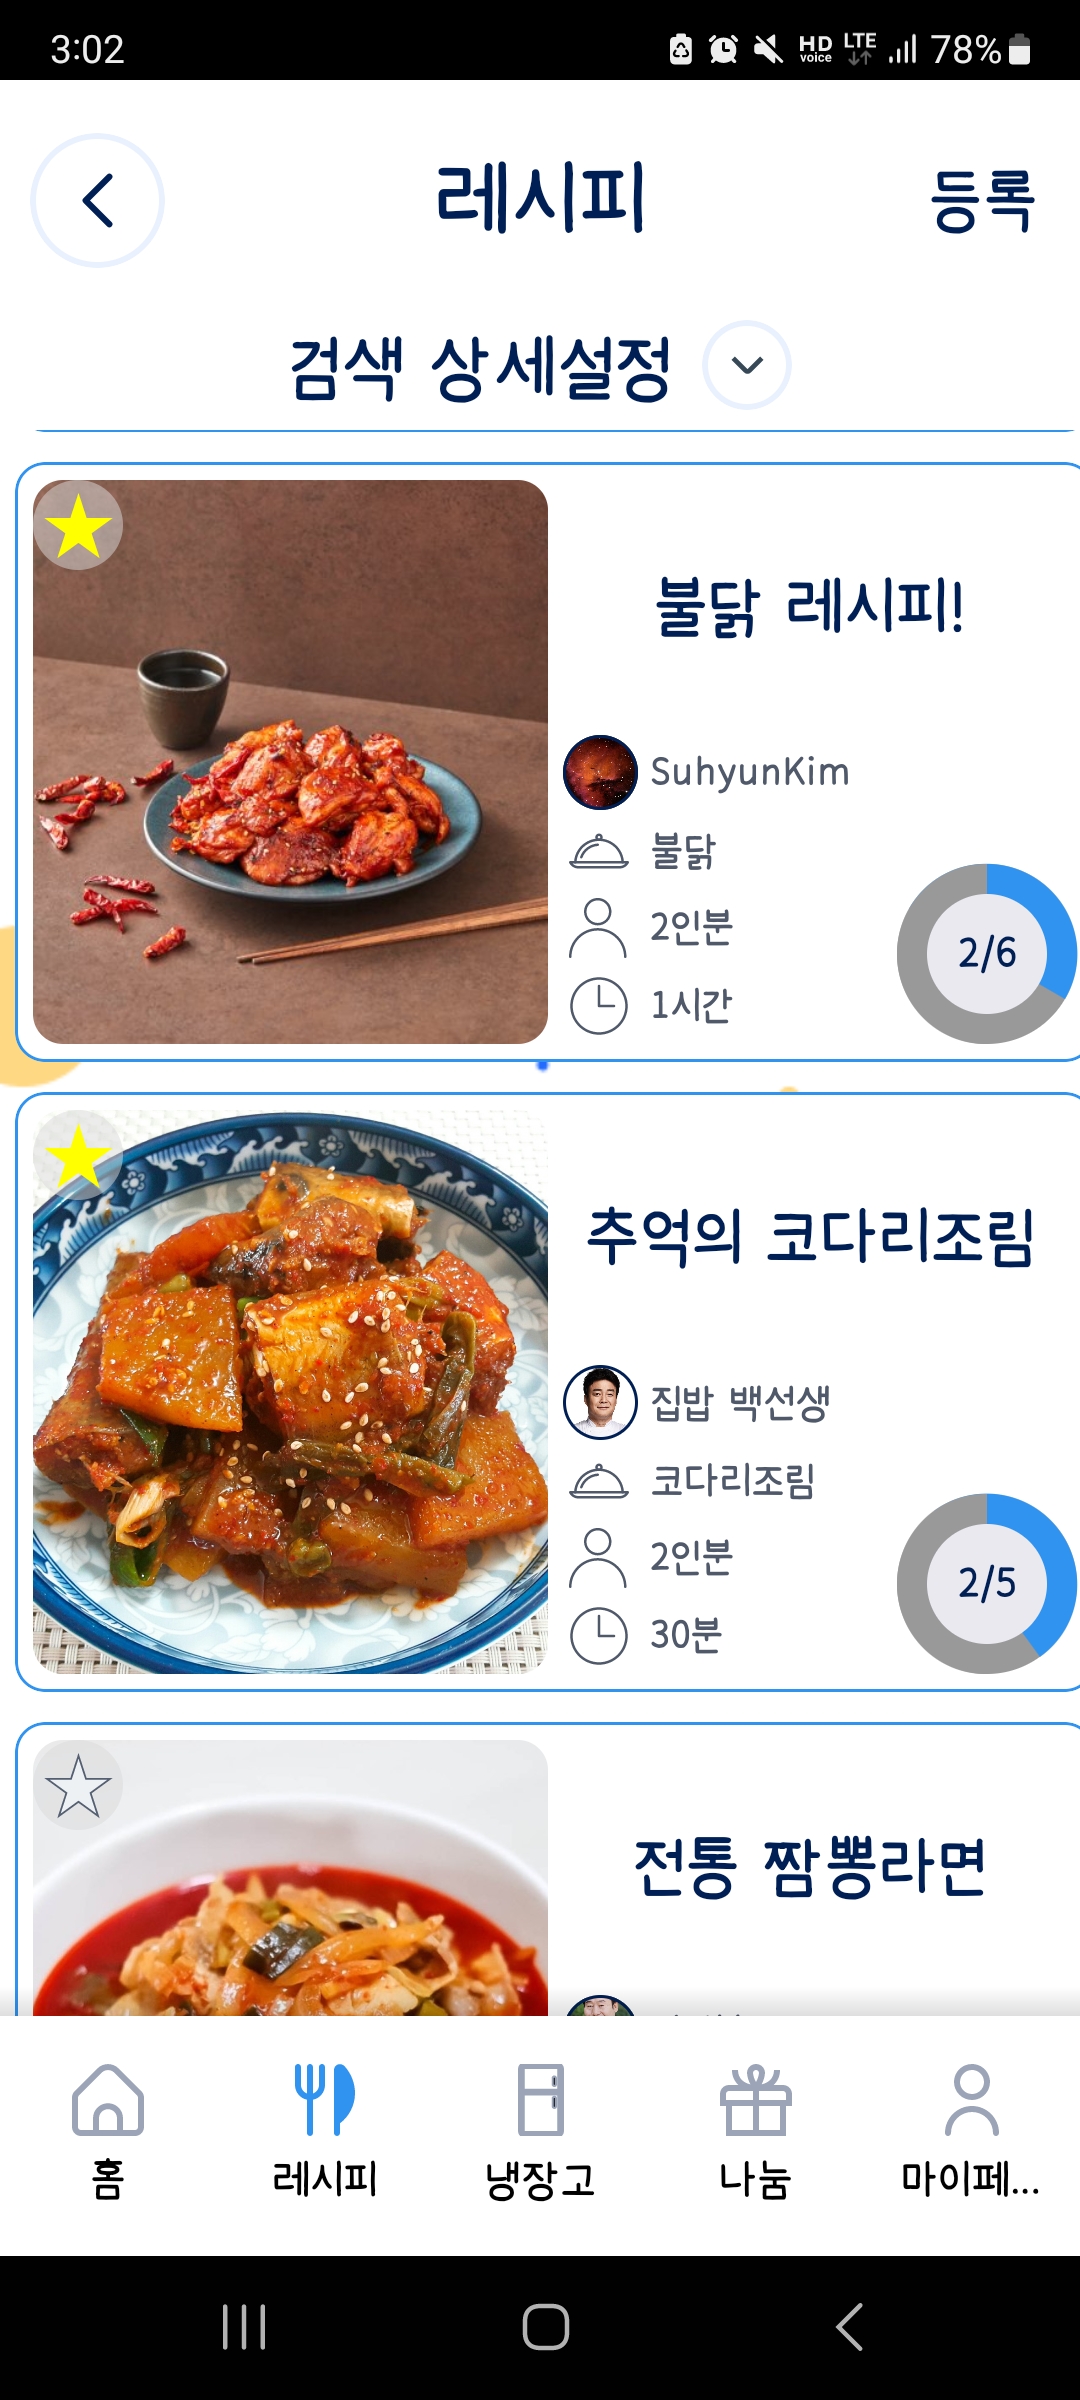 3:02
HD voice LTE 78%
레시피
등록
검색 상세설정
불닭 레시피!
SuhyunKim
불닭
2인분
1시간
2/6
추억의 코다리조림
집밥 백선생
코다리조림
2인분
30분
2/5
전통 짬뽕라면
홈
레시피
냉장고
나눔
마이페...